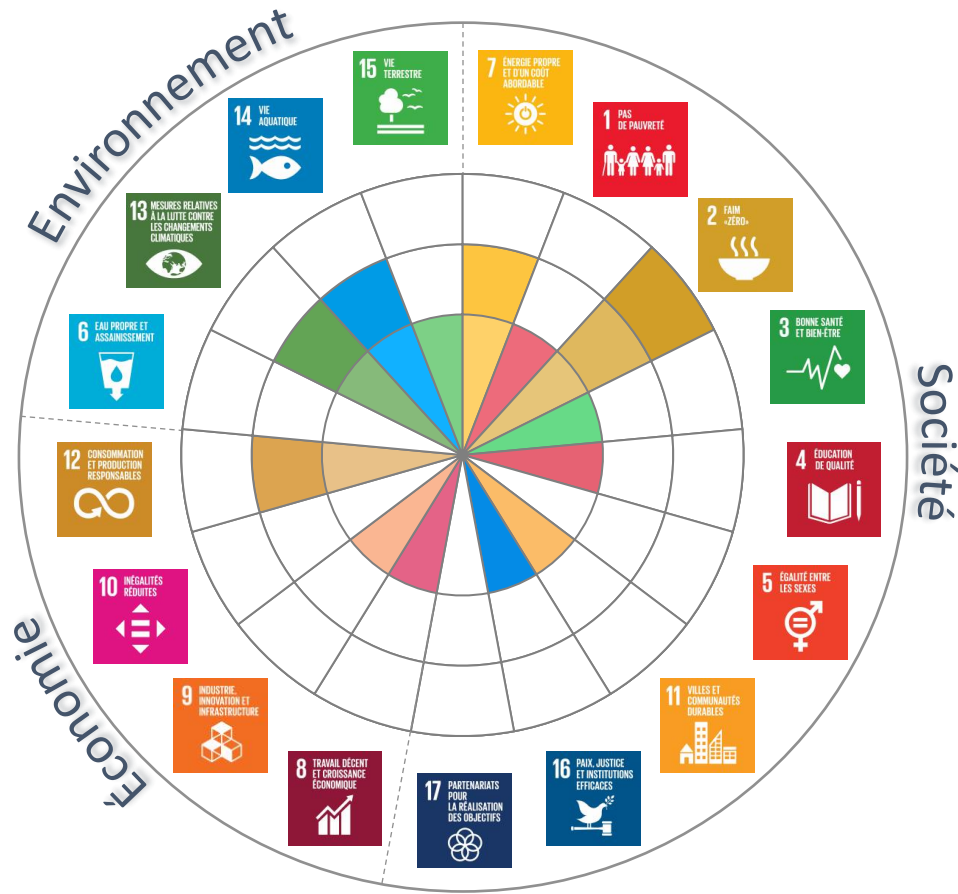 Environnement
15 VIE
TERRESTRE
7 ÉNERGIE PROPRE
ET D'UN COÛT
ABORDABLE
14 VIE
AQUATIQUE
1 PAS
DE PAUVRETÉ
13 MESURES RELATIVES
À LA LUTTE CONTRE
LES CHANGEMENTS
CLIMATIQUES
2 FAIM
«ZÉRO»
6 EAU PROPRE ET
ASSAINISSEMENT
3 BONNE SANTÉ
ET BIEN-ÊTRE
Société
12 CONSOMMATION
ET PRODUCTION
RESPONSABLES
4 ÉDUCATION
DE QUALITÉ
10 INÉGALITÉS
RÉDUITES
5 ÉGALITÉ ENTRE
LES SEXES
Économie
9 INDUSTRIE,
INNOVATION ET
INFRASTRUCTURE
11 VILLES ET
COMMUNAUTÉS
DURABLES
8 TRAVAIL DÉCENT
ET CROISSANCE
ÉCONOMIQUE
17 PARTENARIATS
POUR
LA RÉALISATION
DES OBJECTIFS
16 PAIX, JUSTICE
ET INSTITUTIONS
EFFICACES